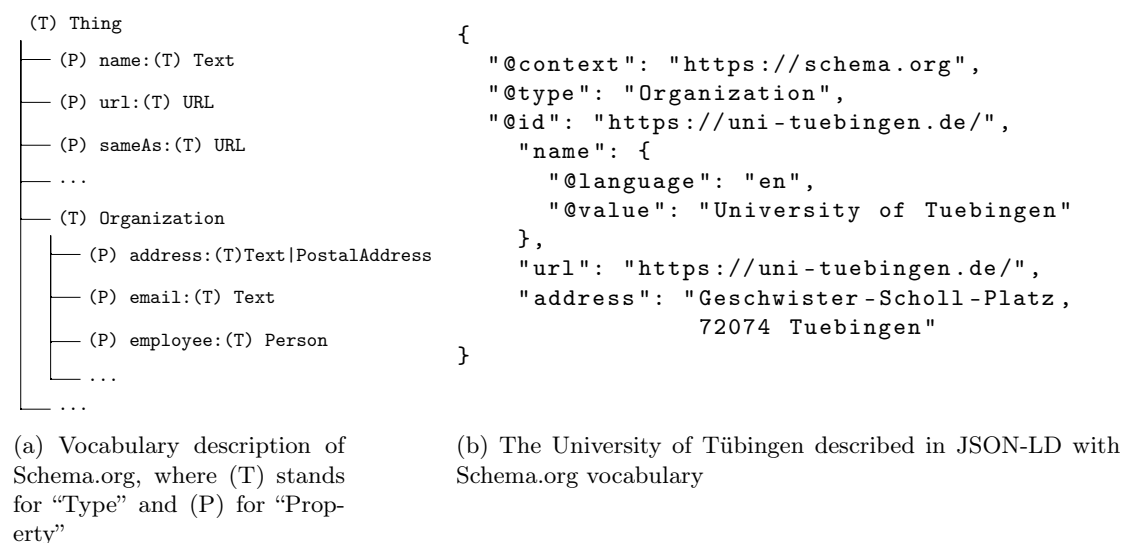 (T) Thing
(P) name:(T) Text
(P) url:(T) URL
(P) sameAs:(T) URL
...
(T) Organization
(P) address:(T)Text|PostalAddress
(P) email:(T) Text
(P) employee:(T) Person
...
...
(a) Vocabulary description of
Schema.org, where (T) stands
for “Type” and (P) for “Prop-
erty”
{
"@context": "https://schema.org",
"@type": "Organization",
"@id": "https://uni-tuebingen.de/",
"name": {
"@language": "en",
"@value": "University of Tuebingen"
},
"url": "https://uni-tuebingen.de/",
"address": "Geschwister-Scholl-Platz,
72074 Tuebingen"
}
(b) The University of Tübingen described in JSON-LD with
Schema.org vocabulary